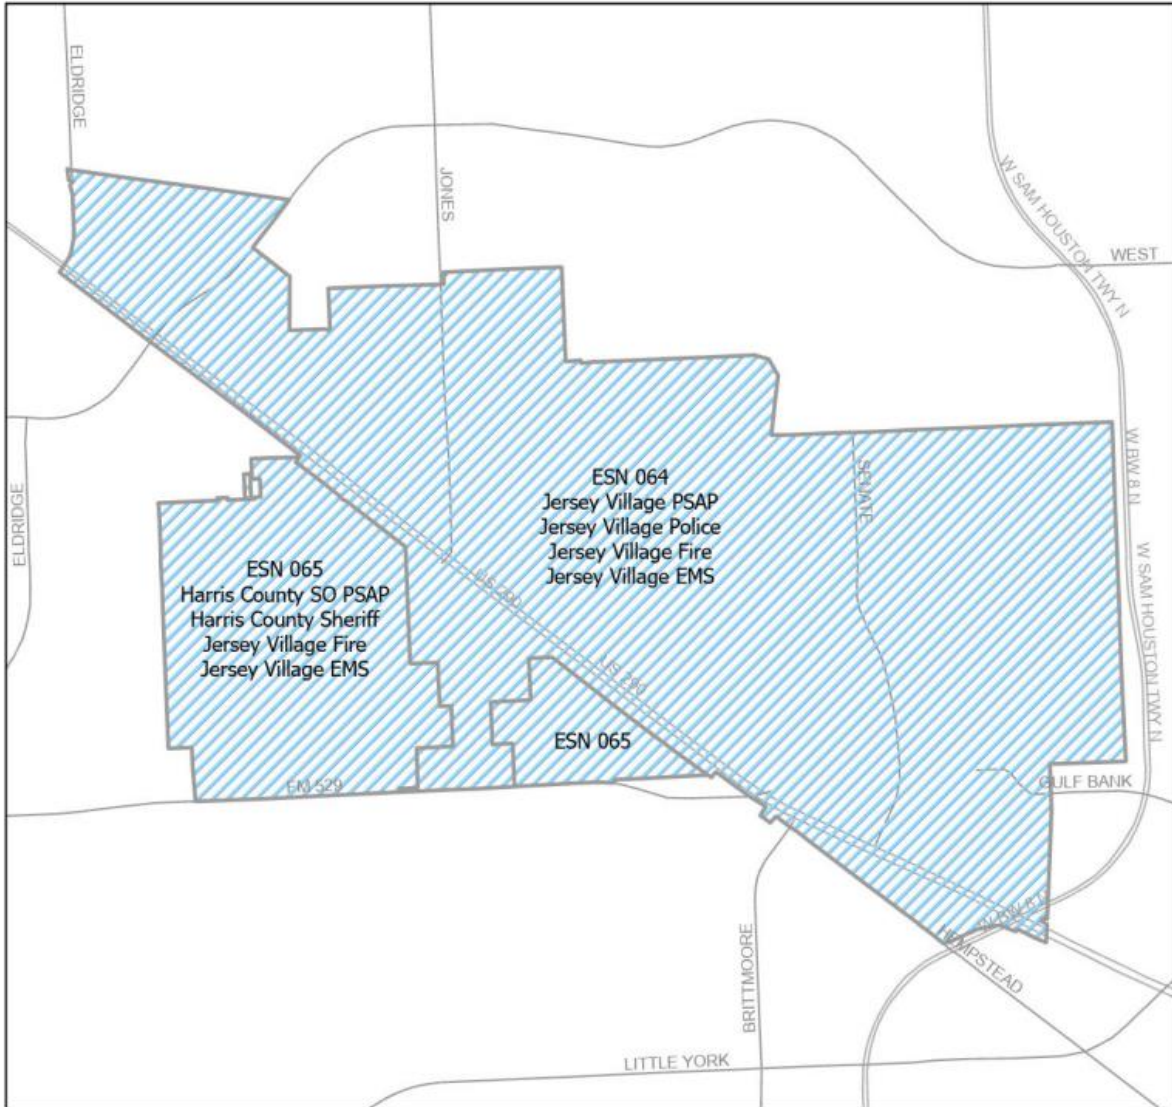 ELDRIDGE
JONES
W SAM HOUSTON TWY N
WEST
ESN 064
Jersey Village PSAP
Jersey Village Police
Jersey Village Fire
Jersey Village EMS
SENATE
W BW 8 N
ELDRIDGE
ESN 065
Harris County SO PSAP
Harris County Sheriff
Jersey Village Fire
Jersey Village EMS
US 290
W SAM HOUSTON TWY N
US 290
ESN 065
FM 529
GULF BANK
HEMPSTEAD
BRITTMOORE
LITTLE YORK